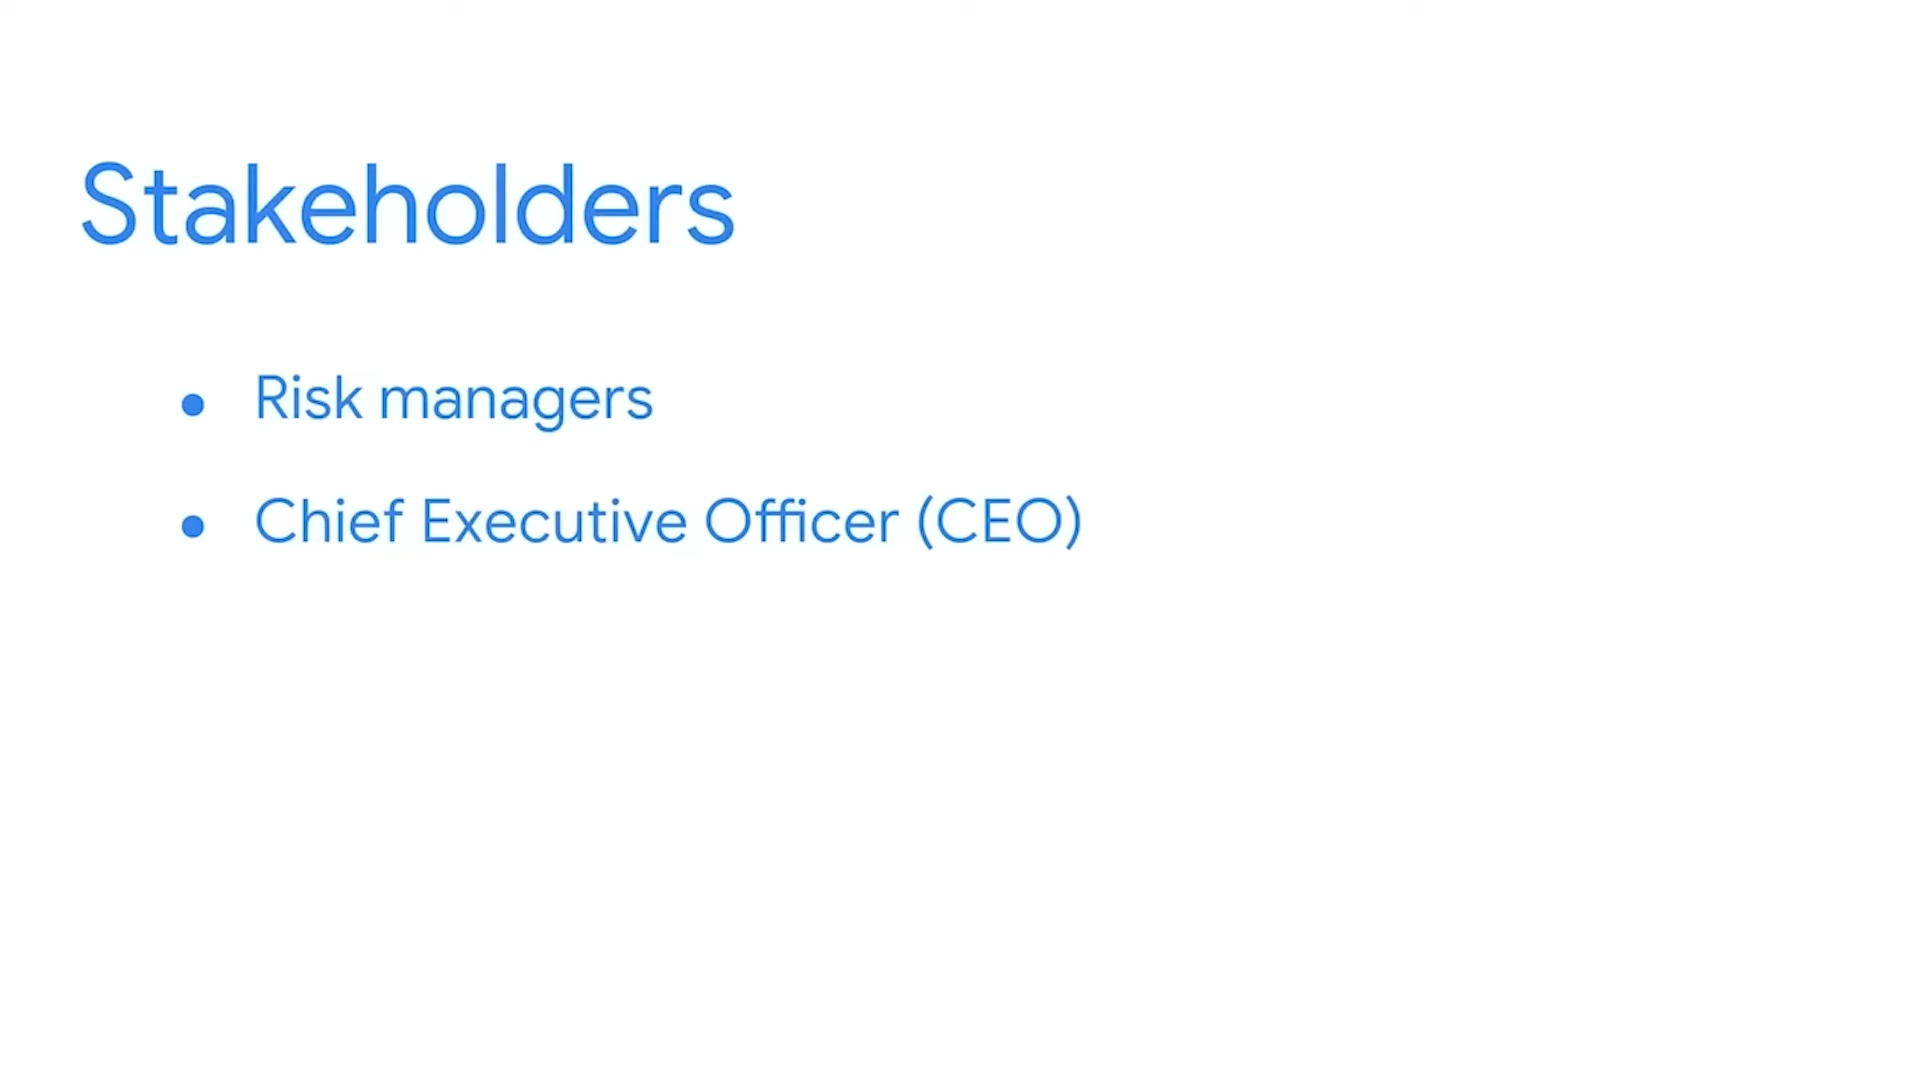 Stakeholders
• Risk managers
• Chief Executive Officer (CEO)